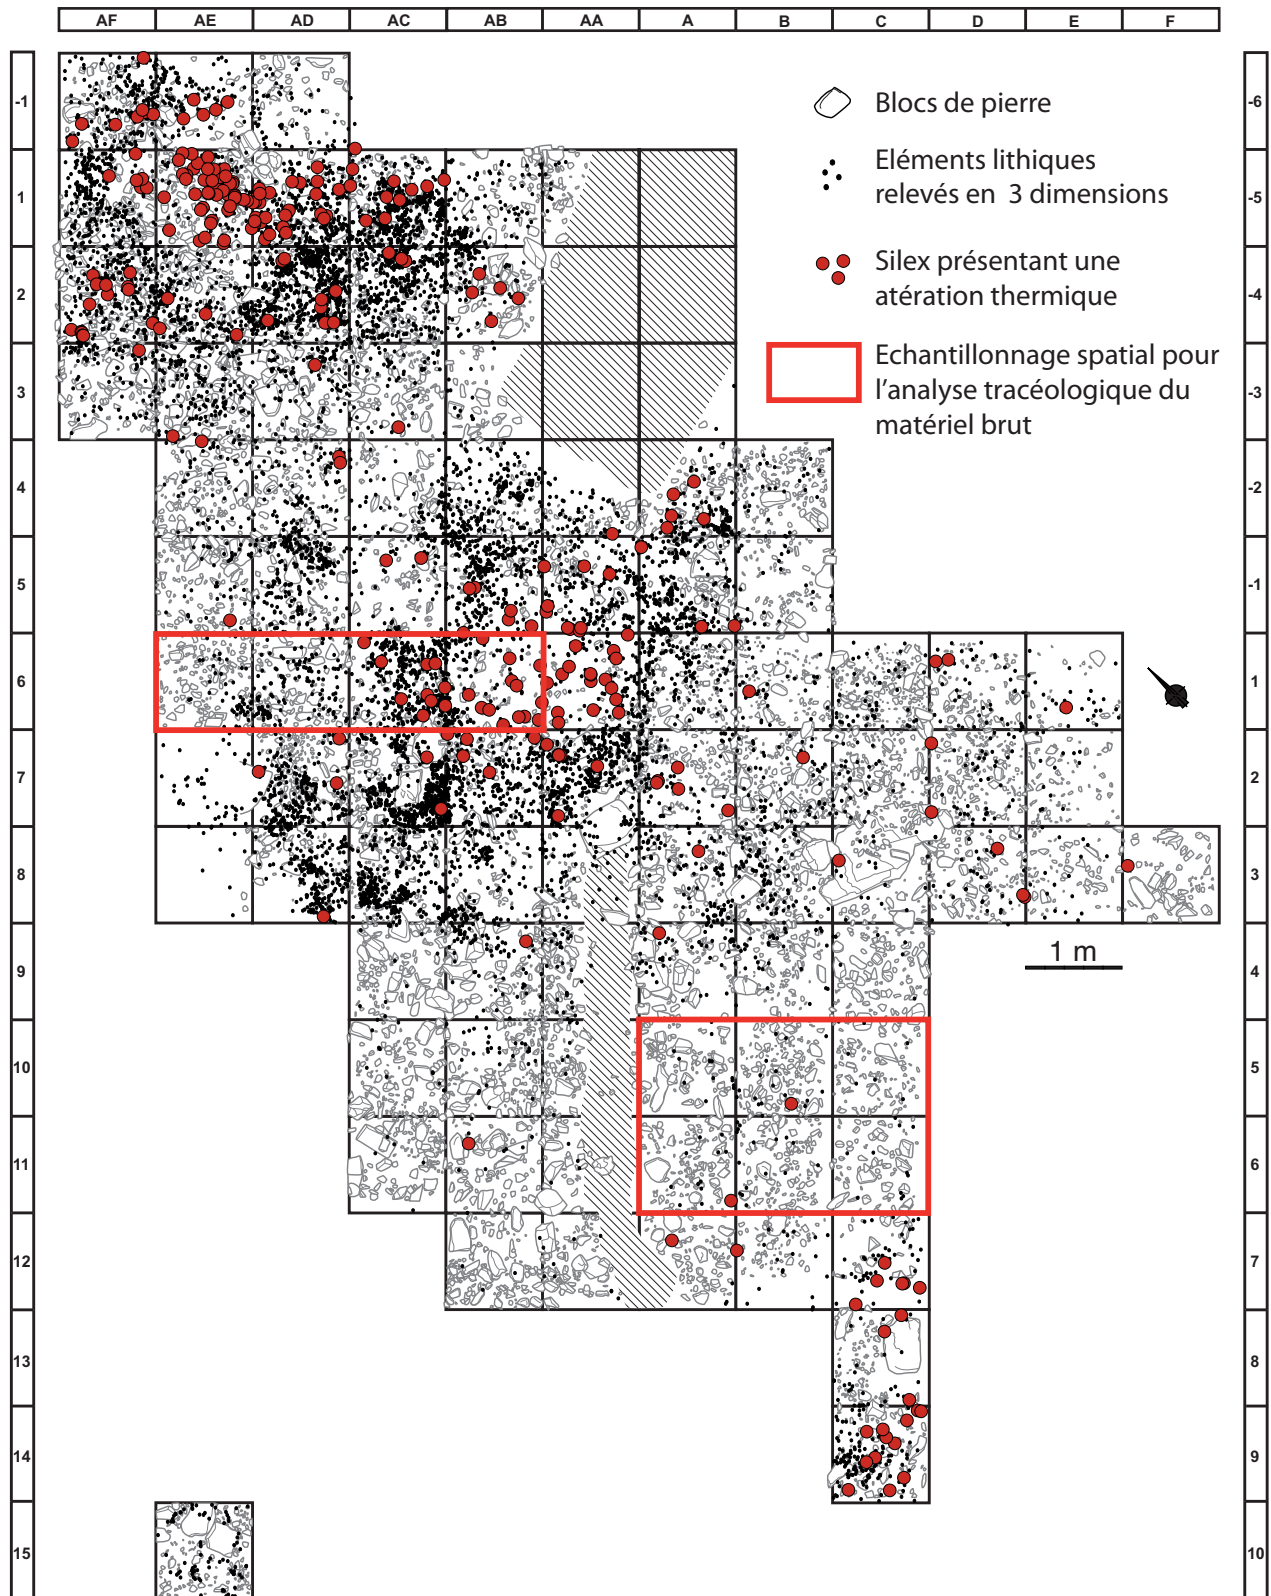 AF AE AD AC AB AA A B C D E F
-1 -6
Blocs de pierre
Eléments lithiques
relevés en 3 dimensions
1 -5
Silex présentant une
atération thermique
2 -4
Echantillonnage spatial pour
l'analyse tracéologique du
matériel brut
3 -3
4 -2
5 -1
6 1
7 2
8 3
1 m
9 4
10 5
11 6
12 7
13 8
14 9
15 10